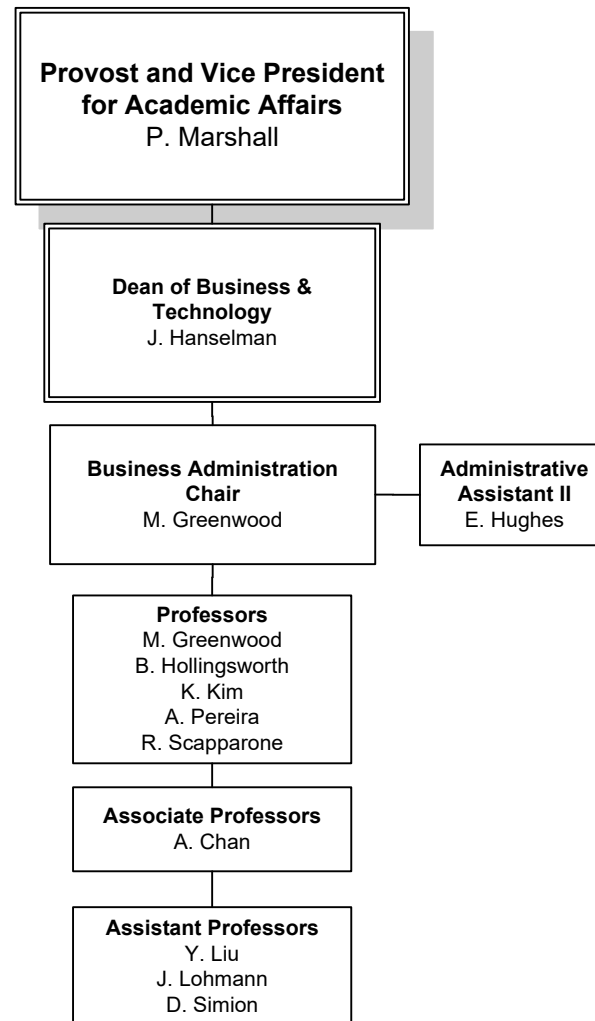 Provost and Vice President
for Academic Affairs
P. Marshall
Dean of Business &
Technology
J. Hanselman
Business Administration
Chair
M. Greenwood
Administrative
Assistant II
E. Hughes
Professors
M. Greenwood
B. Hollingsworth
K. Kim
A. Pereira
R. Scapparone
Associate Professors
A. Chan
Assistant Professors
Y. Liu
J. Lohmann
D. Simion